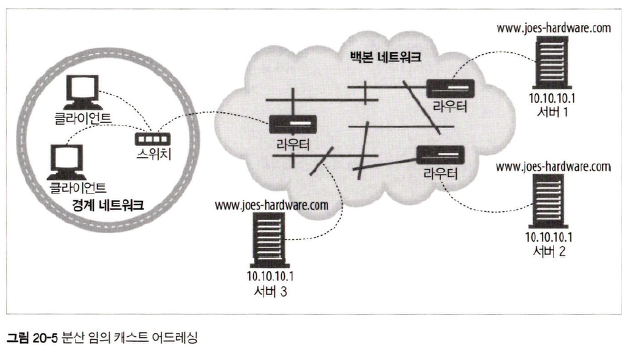 www.joes-hardware.com
백본 네트워크
클라이언트
라우터
10.10.10.1
서버 1
라우터
스위치
클라이언트
경계 네트워크
라우터
www.joes-hardware.com
www.joes-hardware.com
10.10.10.1
서버 2
10.10.10.1
서버 3
그림 20-5 분산 임의 캐스트 어드레싱